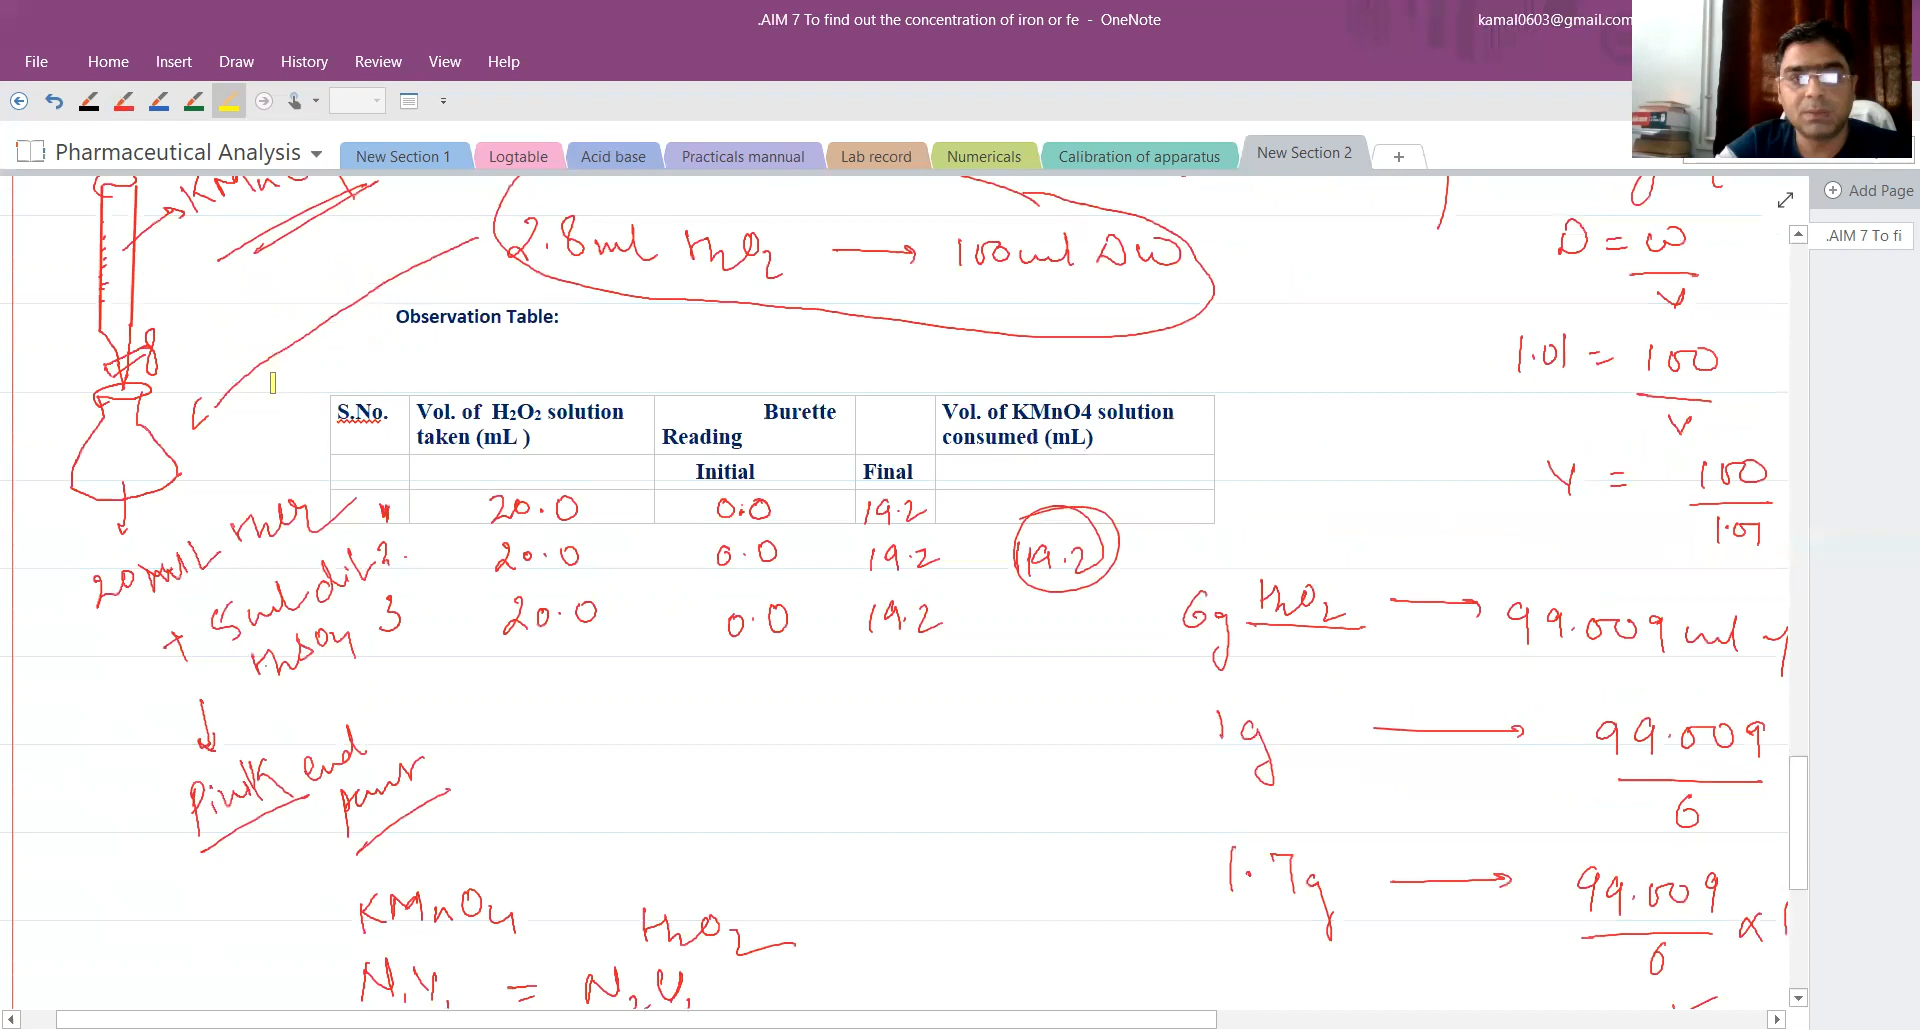 .AIM 7 To find out the concentration of iron or fe - OneNote
kamal0603@gmail.com
File Home Insert Draw History Review View Help
Pharmaceutical Analysis
New Section 1 Logtable Acid base Practicals mannual Lab record Numericals Calibration of apparatus New Section 2 +
Add Page
.AIM 7 To fi
2.8ml H2O2 → 100ml DW
D = w
v
Observation Table:
1.01 = 100
v
S.No. Vol. of H₂O₂ solution taken (mL ) Burette Reading Vol. of KMnO4 solution consumed (mL)
Initial Final
V = 100
1.01
20.0 0.0 19.2
2. 20.0 0.0 19.2 19.2
3 20.0 0.0 19.2
20ml H2O2
+ 5ml dil
H2SO4
Pink end
point
6g H2O2 → 99.009 ml
1g → 99.009
6
1.7g → 99.009
6
KMnO4 H2O2
N1V1 = N2V2